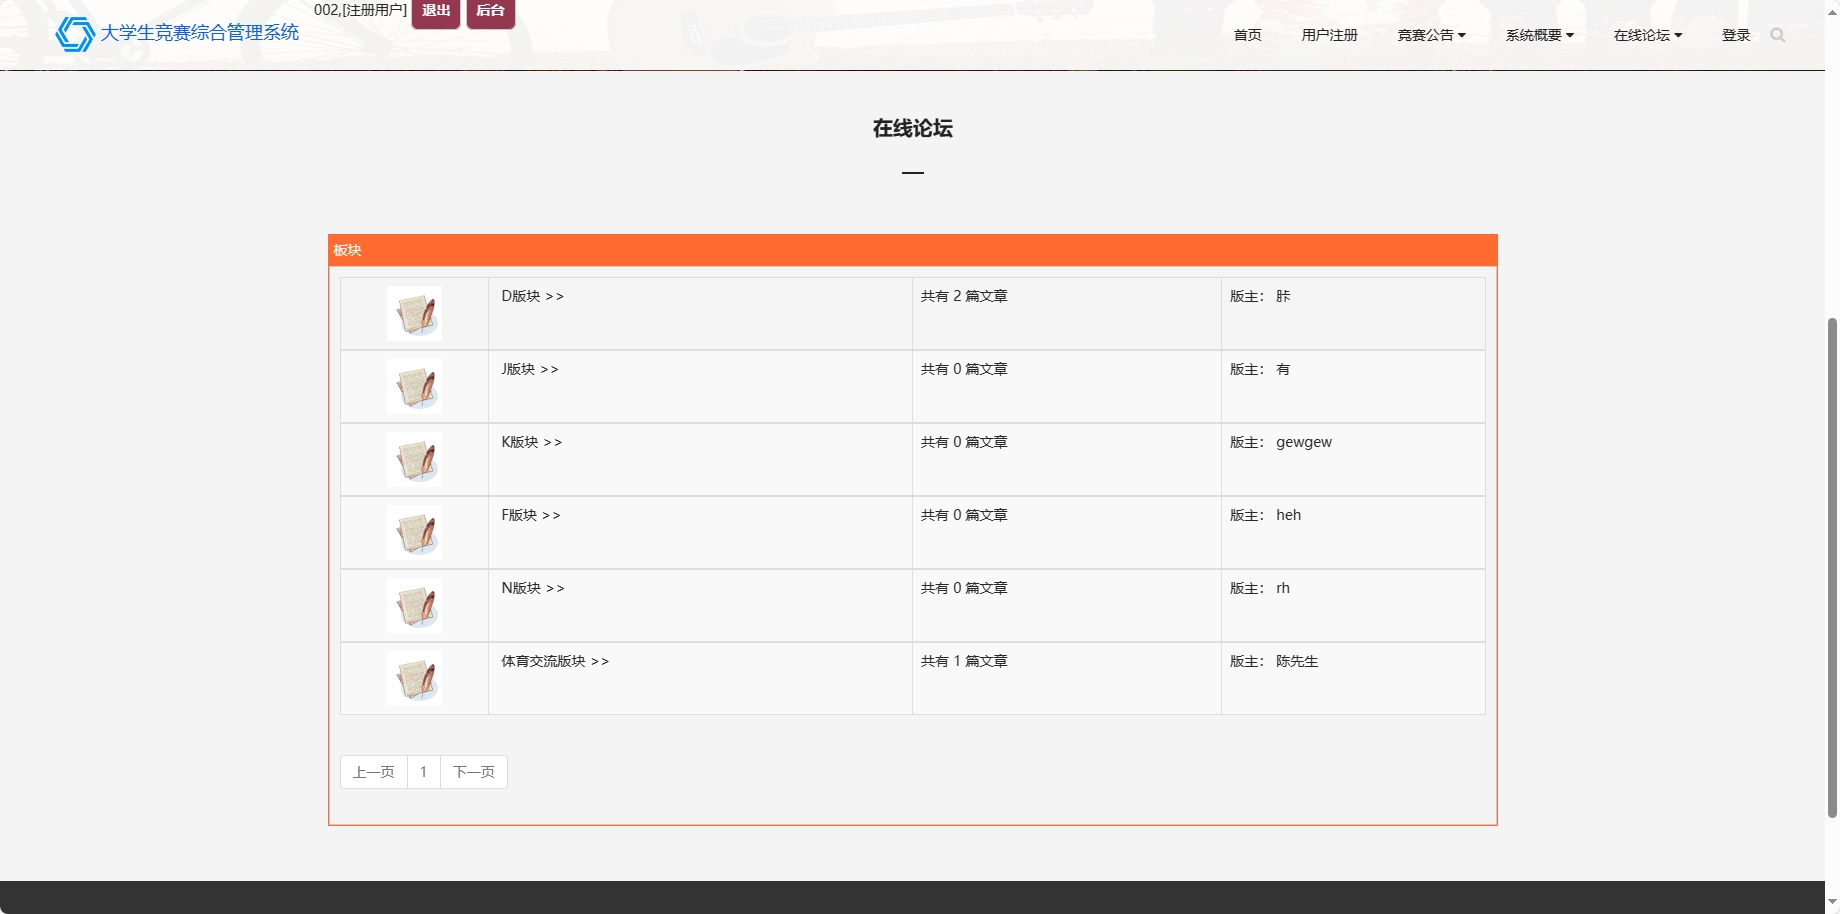 002,[注册用户] 退出 后台
大学生竞赛综合管理系统
首页 用户注册 竞赛公告 系统概要 在线论坛 登录
在线论坛
板块
D版块 >> 共有 2 篇文章 版主： 胩
J版块 >> 共有 0 篇文章 版主： 有
K版块 >> 共有 0 篇文章 版主： gewgew
F版块 >> 共有 0 篇文章 版主： heh
N版块 >> 共有 0 篇文章 版主： rh
体育交流版块 >> 共有 1 篇文章 版主： 陈先生
上一页 1 下一页